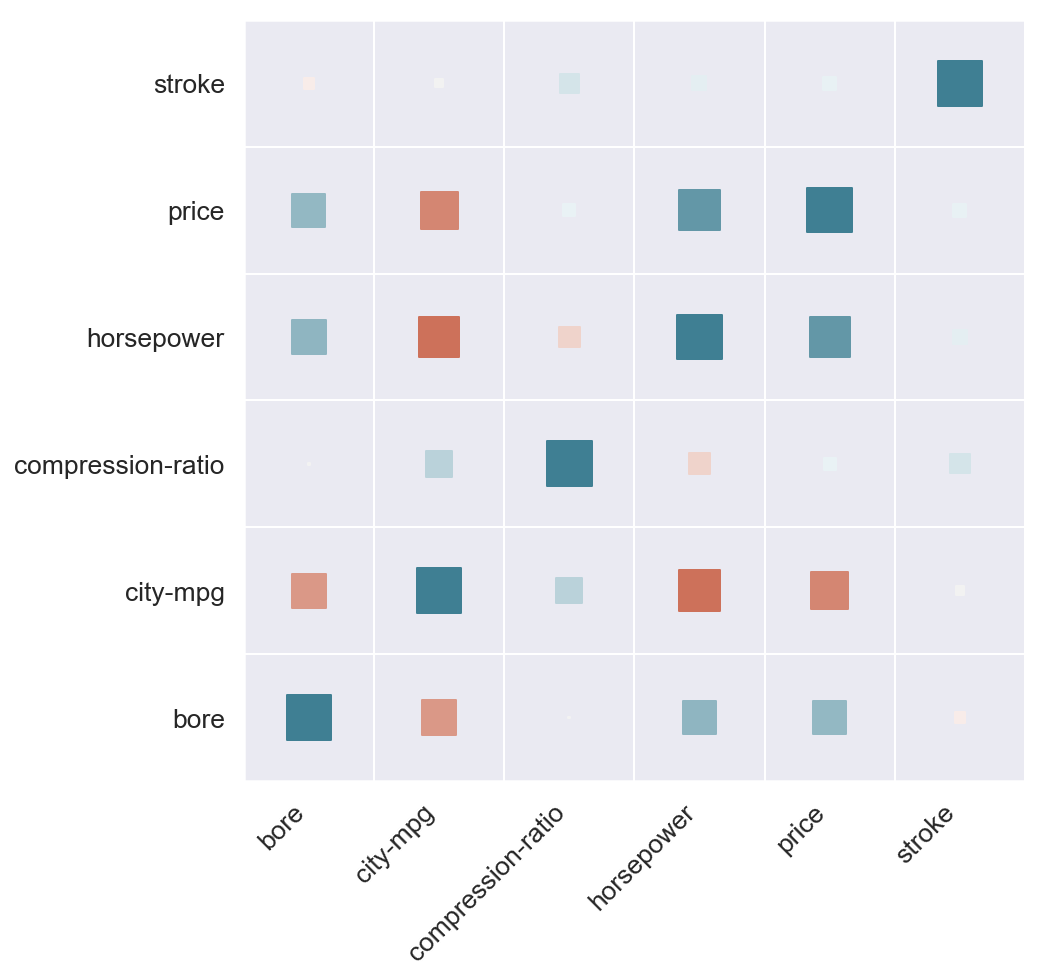 stroke
price
horsepower
compression-ratio
city-mpg
bore
bore
city-mpg
compression-ratio
horsepower
price
stroke